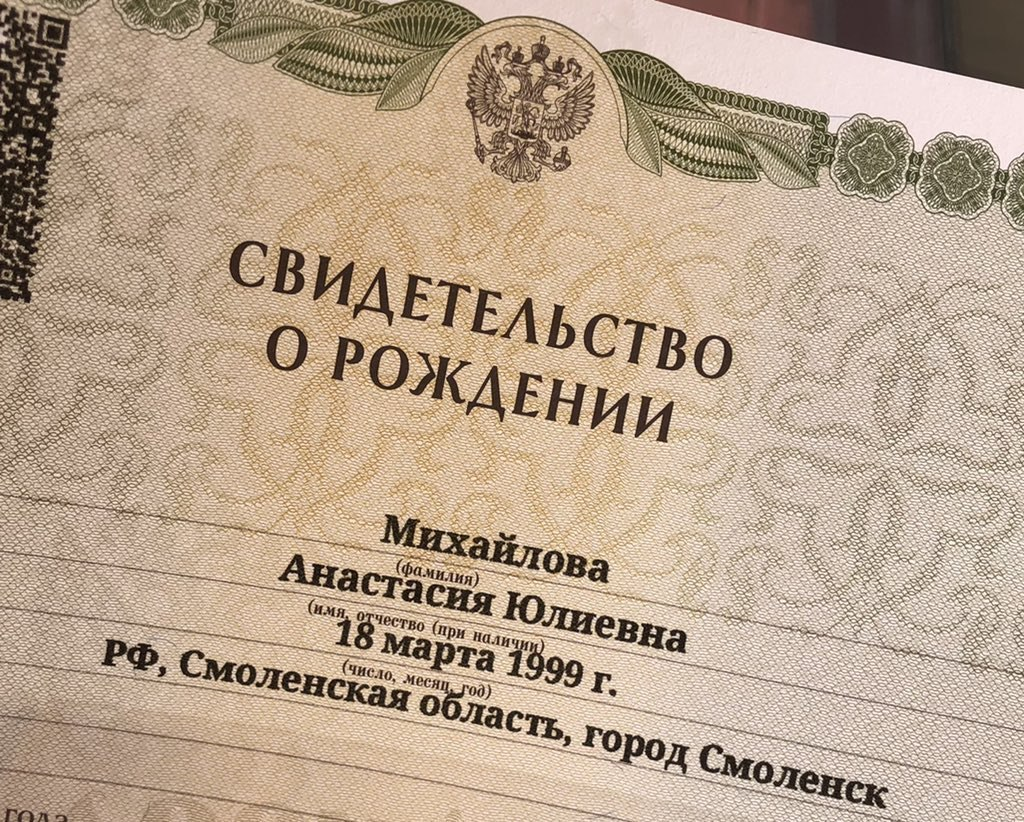 СВИДЕТЕЛЬСТВО
О РОЖДЕНИИ
Михайлова
(фамилия)
Анастасия Юлиевна
(имя, отчество (при наличии)
18 марта 1999 г.
(число, месяц, год)
РФ, Смоленская область, город Смоленск
года